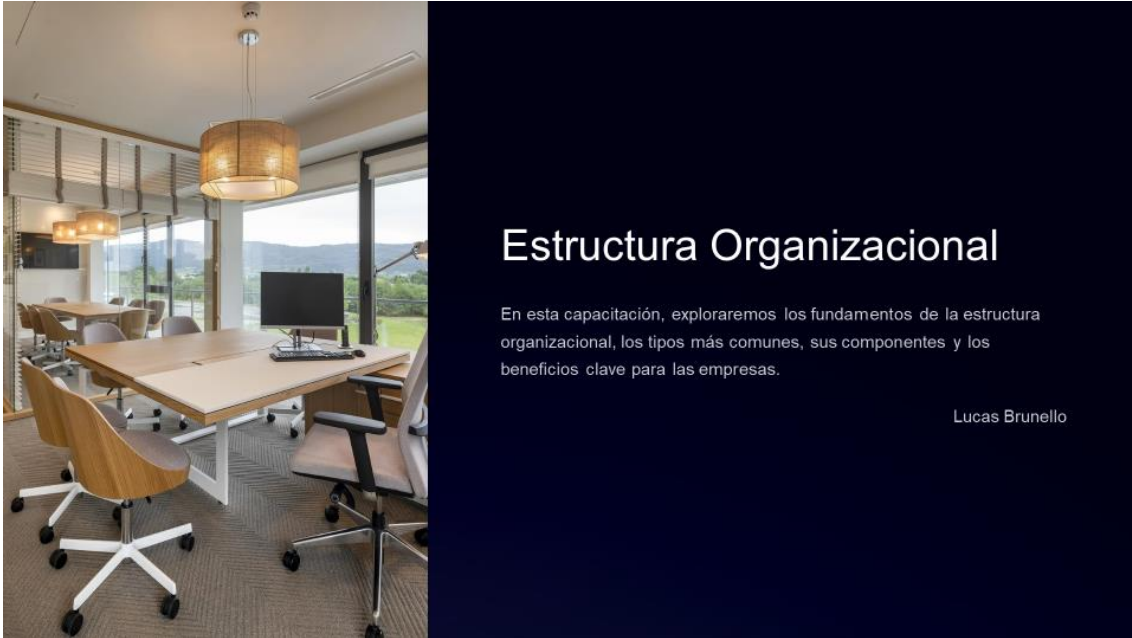 Estructura Organizacional
En esta capacitación, exploraremos los fundamentos de la estructura
organizacional, los tipos más comunes, sus componentes y los
beneficios clave para las empresas.
Lucas Brunello